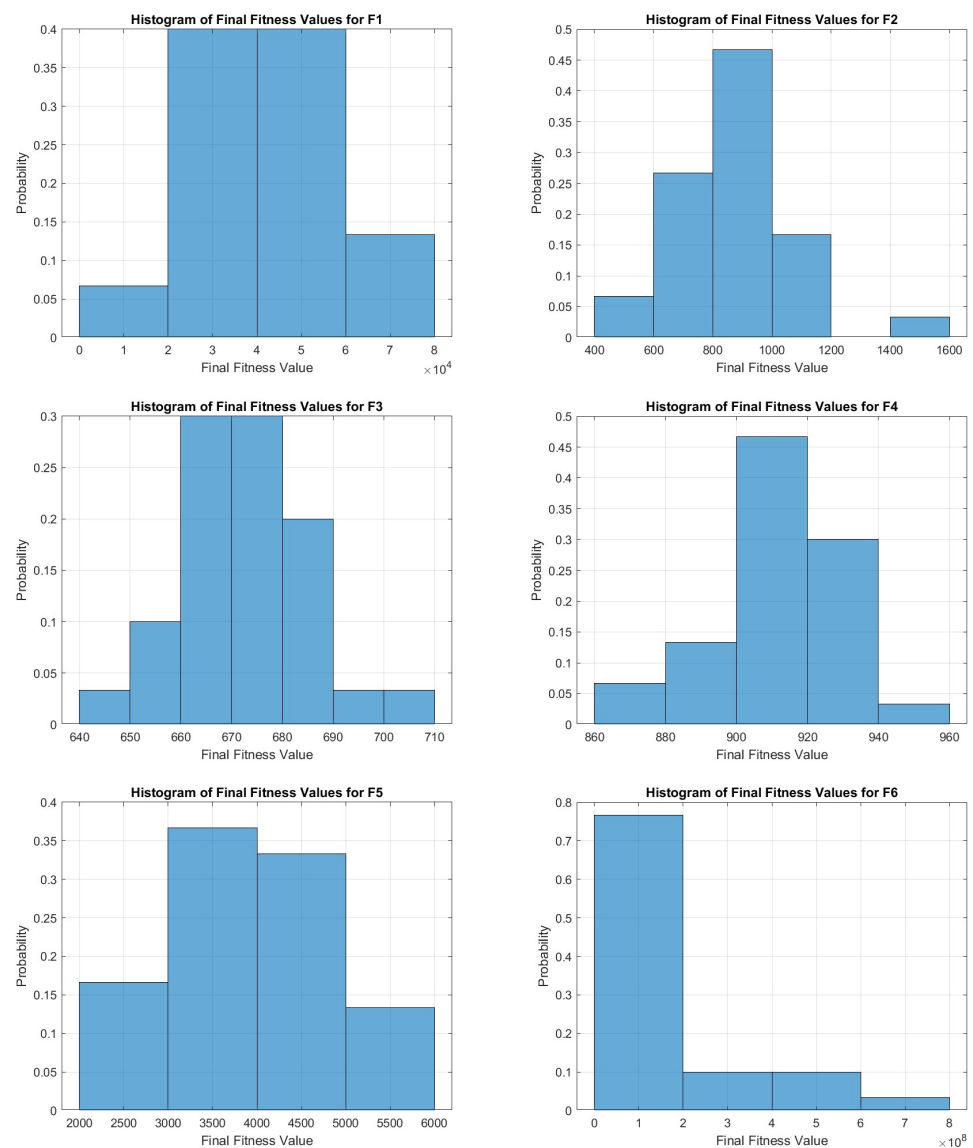 Histogram of Final Fitness Values for F1
Probability
0.4
0.35
0.3
0.25
0.2
0.15
0.1
0.05
0
0 1 2 3 4 5 6 7 8
Final Fitness Value
×10⁴
Histogram of Final Fitness Values for F2
Probability
0.5
0.45
0.4
0.35
0.3
0.25
0.2
0.15
0.1
0.05
0
400 600 800 1000 1200 1400 1600
Final Fitness Value
Histogram of Final Fitness Values for F3
Probability
0.3
0.25
0.2
0.15
0.1
0.05
0
640 650 660 670 680 690 700 710
Final Fitness Value
Histogram of Final Fitness Values for F4
Probability
0.5
0.45
0.4
0.35
0.3
0.25
0.2
0.15
0.1
0.05
0
860 880 900 920 940 960
Final Fitness Value
Histogram of Final Fitness Values for F5
Probability
0.4
0.35
0.3
0.25
0.2
0.15
0.1
0.05
0
2000 2500 3000 3500 4000 4500 5000 5500 6000
Final Fitness Value
Histogram of Final Fitness Values for F6
Probability
0.8
0.7
0.6
0.5
0.4
0.3
0.2
0.1
0
0 1 2 3 4 5 6 7 8
Final Fitness Value
×10